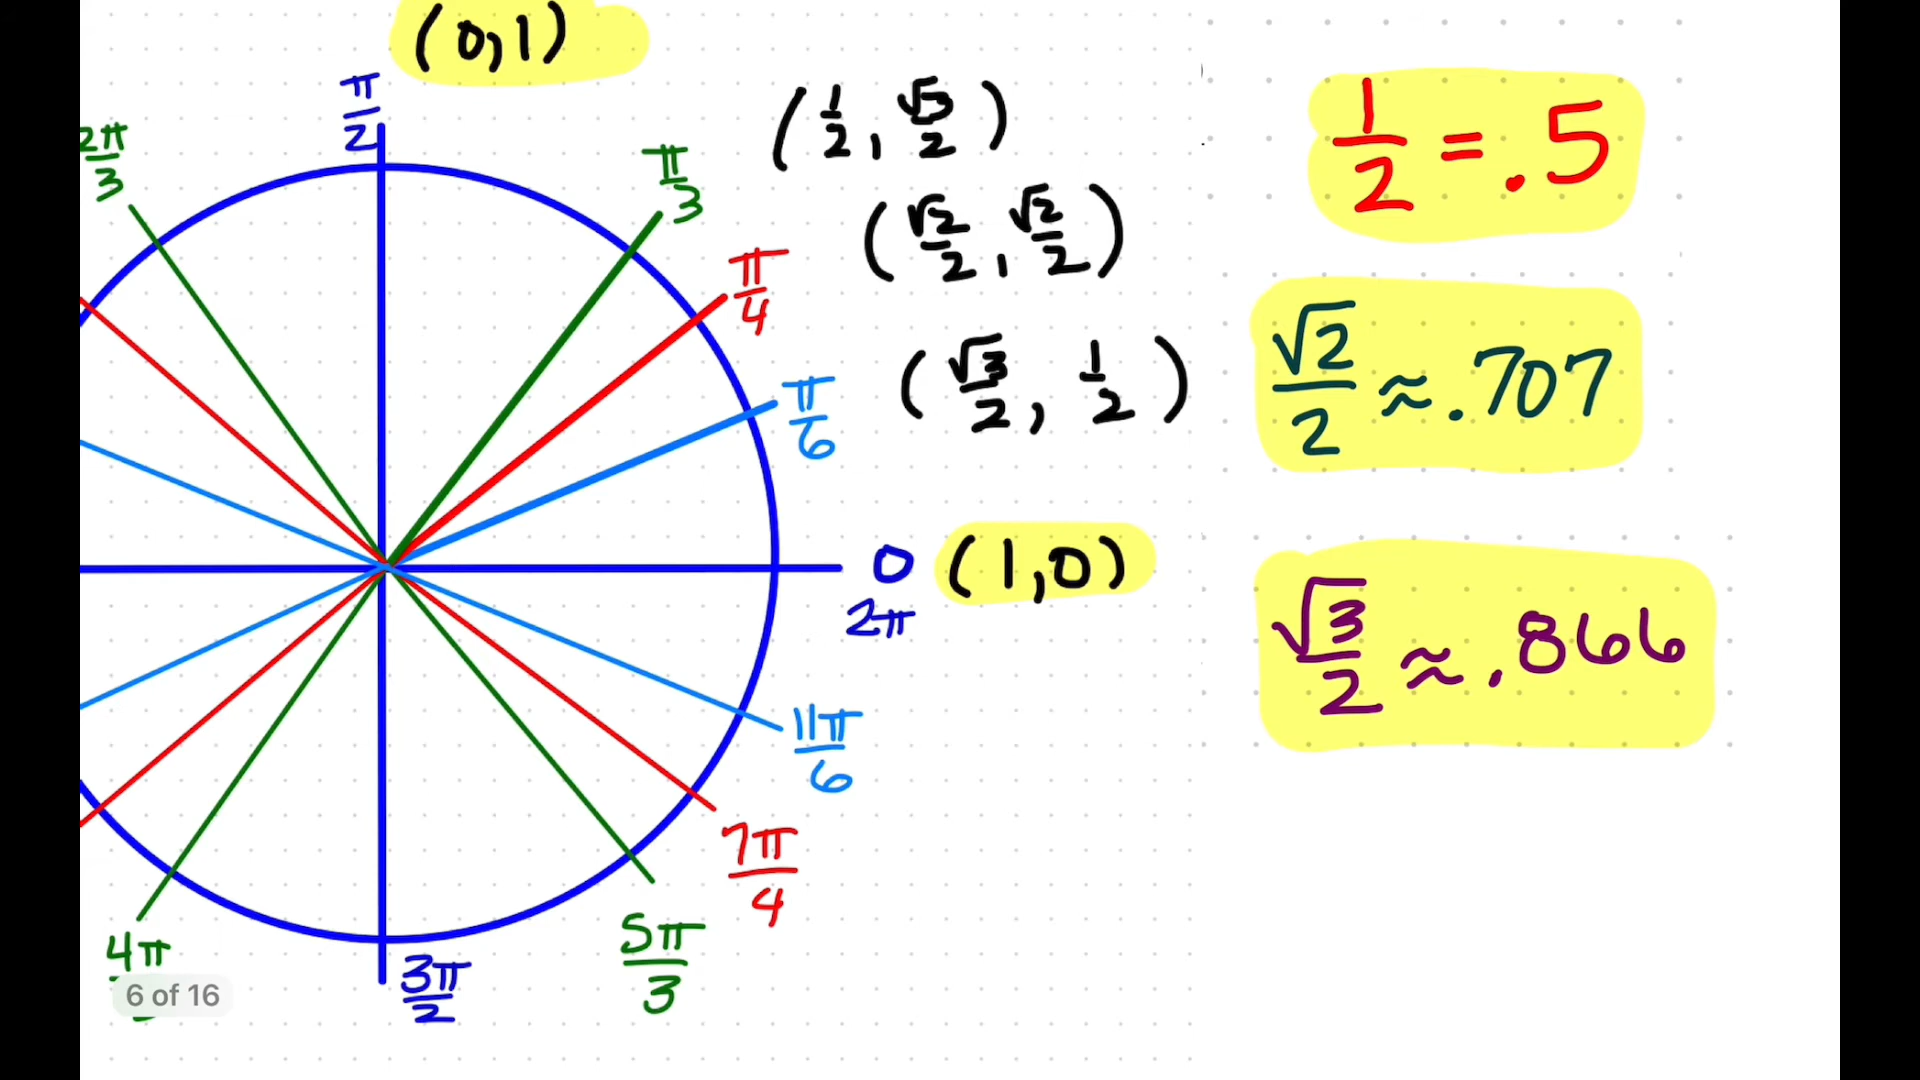 (0,1)
π/2
2π/3
π/3
(1/2, √3/2)
π/4
(√2/2, √2/2)
π/6
(√3/2, 1/2)
0 (1,0)
2π
11π/6
7π/4
5π/3
3π/2
4π
6 of 16
1/2 = .5
√2/2 ≈ .707
√3/2 ≈ .866